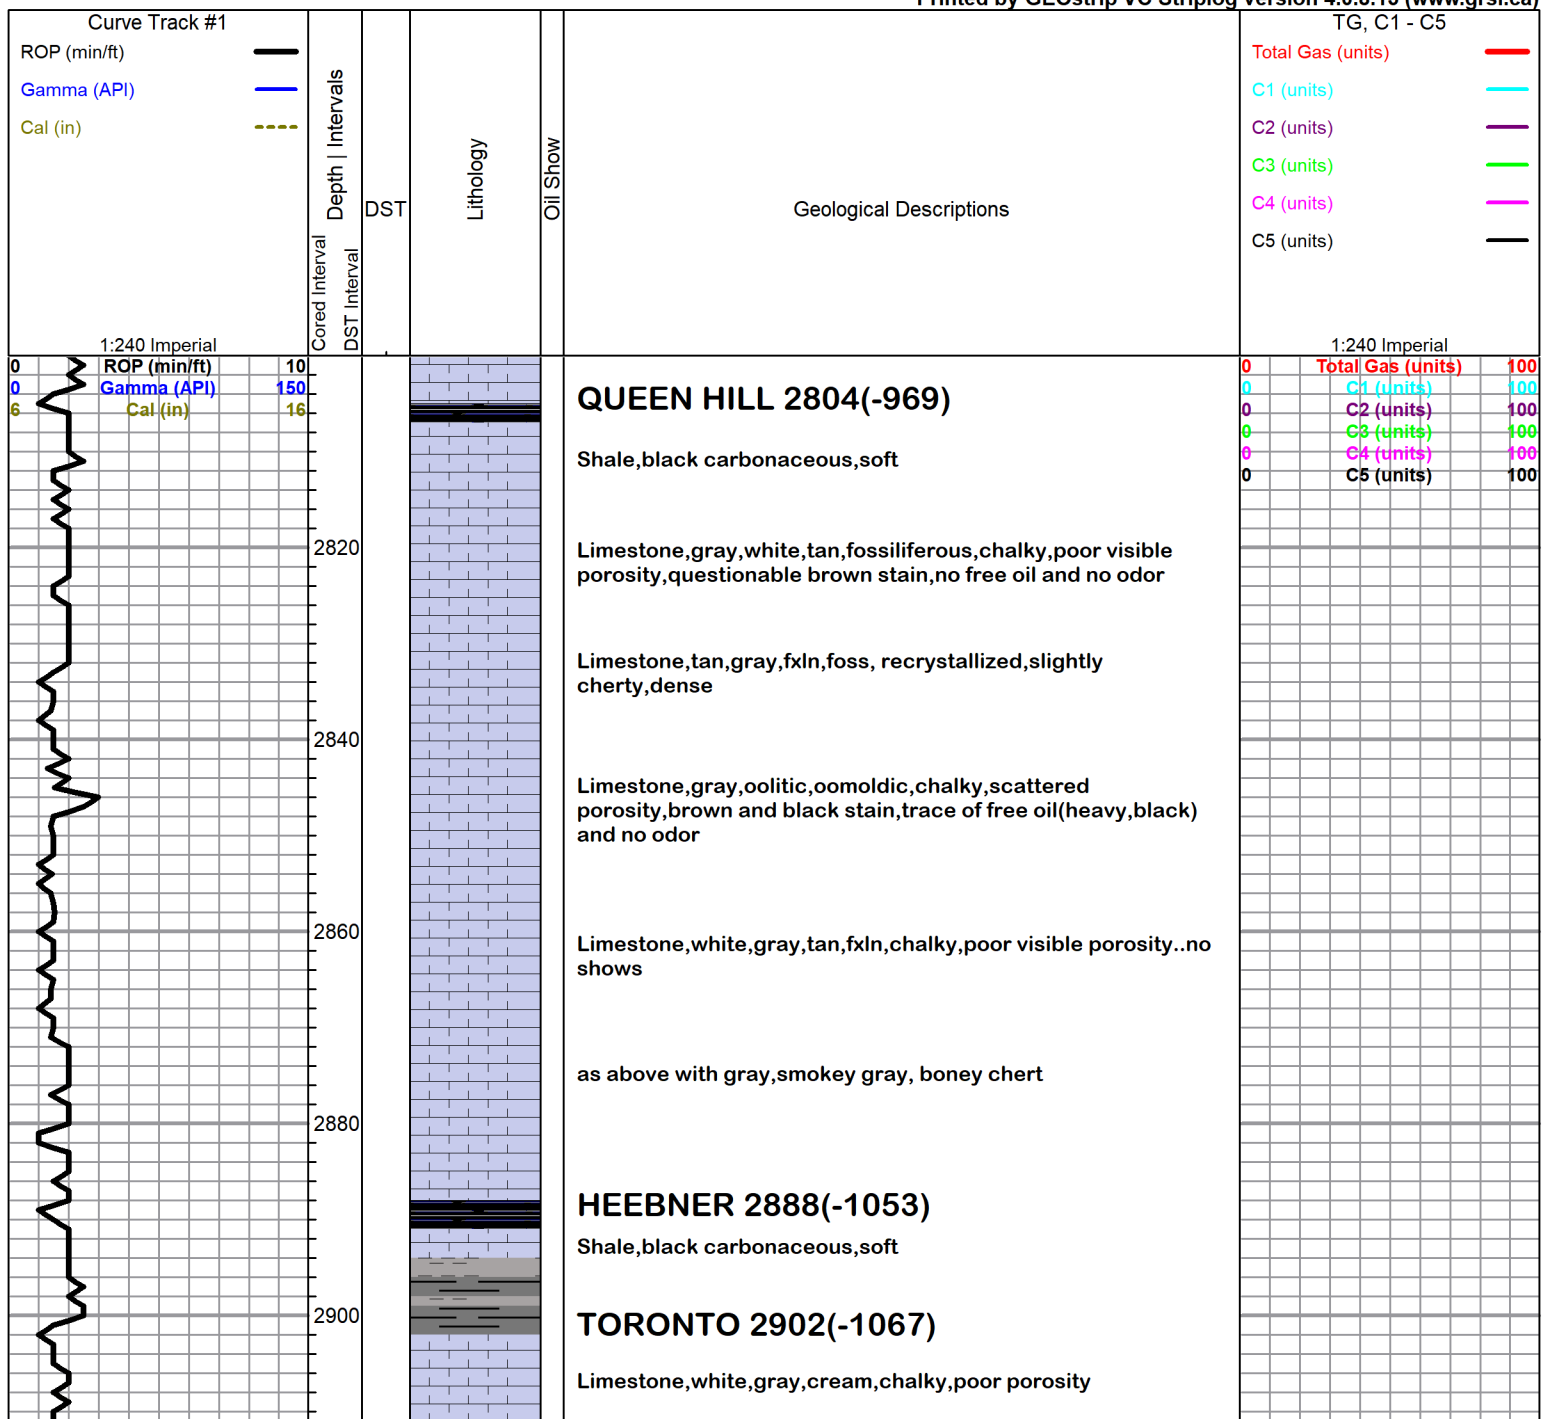 Curve Track #1
ROP (min/ft)
Gamma (API)
Cal (in)
1:240 Imperial
Cored Interval
Depth | Intervals
DST Interval
DST
Lithology
Oil Show
Geological Descriptions
TG, C1 - C5
Total Gas (units)
C1 (units)
C2 (units)
C3 (units)
C4 (units)
C5 (units)
1:240 Imperial
0 ROP (min/ft) 10
0 Gamma (API) 150
6 Cal (in) 16
0 Total Gas (units) 100
0 C1 (units) 100
0 C2 (units) 100
0 C3 (units) 100
0 C4 (units) 100
0 C5 (units) 100
QUEEN HILL 2804(-969)
Shale,black carbonaceous,soft
2820
Limestone,gray,white,tan,fossiliferous,chalky,poor visible
porosity,questionable brown stain,no free oil and no odor
Limestone,tan,gray,fxln,foss, recrystallized,slightly
cherty,dense
2840
Limestone,gray,oolitic,oomoldic,chalky,scattered
porosity,brown and black stain,trace of free oil(heavy,black)
and no odor
2860
Limestone,white,gray,tan,fxln,chalky,poor visible porosity..no
shows
as above with gray,smokey gray, boney chert
2880
HEEBNER 2888(-1053)
Shale,black carbonaceous,soft
2900
TORONTO 2902(-1067)
Limestone,white,gray,cream,chalky,poor porosity